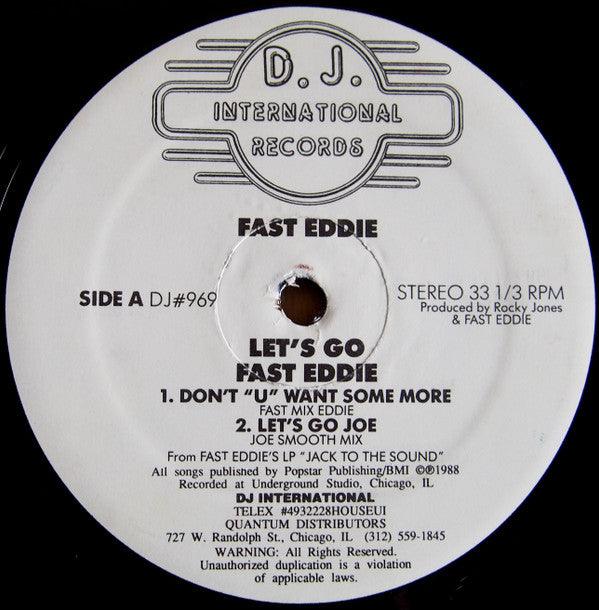 D. J.
INTERNATIONAL
RECORDS
FAST EDDIE
SIDE A DJ#969
STEREO 33 1/3 RPM
Produced by Rocky Jones
& FAST EDDIE
LET'S GO
FAST EDDIE
1. DON'T "U" WANT SOME MORE
FAST MIX EDDIE
2. LET'S GO JOE
JOE SMOOTH MIX
From FAST EDDIE'S LP "JACK TO THE SOUND"
All songs published by Popstar Publishing/BMI ©℗1988
Recorded at Underground Studio, Chicago, IL
DJ INTERNATIONAL
TELEX #4932228HOUSEUI
QUANTUM DISTRIBUTORS
727 W. Randolph St., Chicago, IL (312) 559-1845
WARNING: All Rights Reserved.
Unauthorized duplication is a violation
of applicable laws.